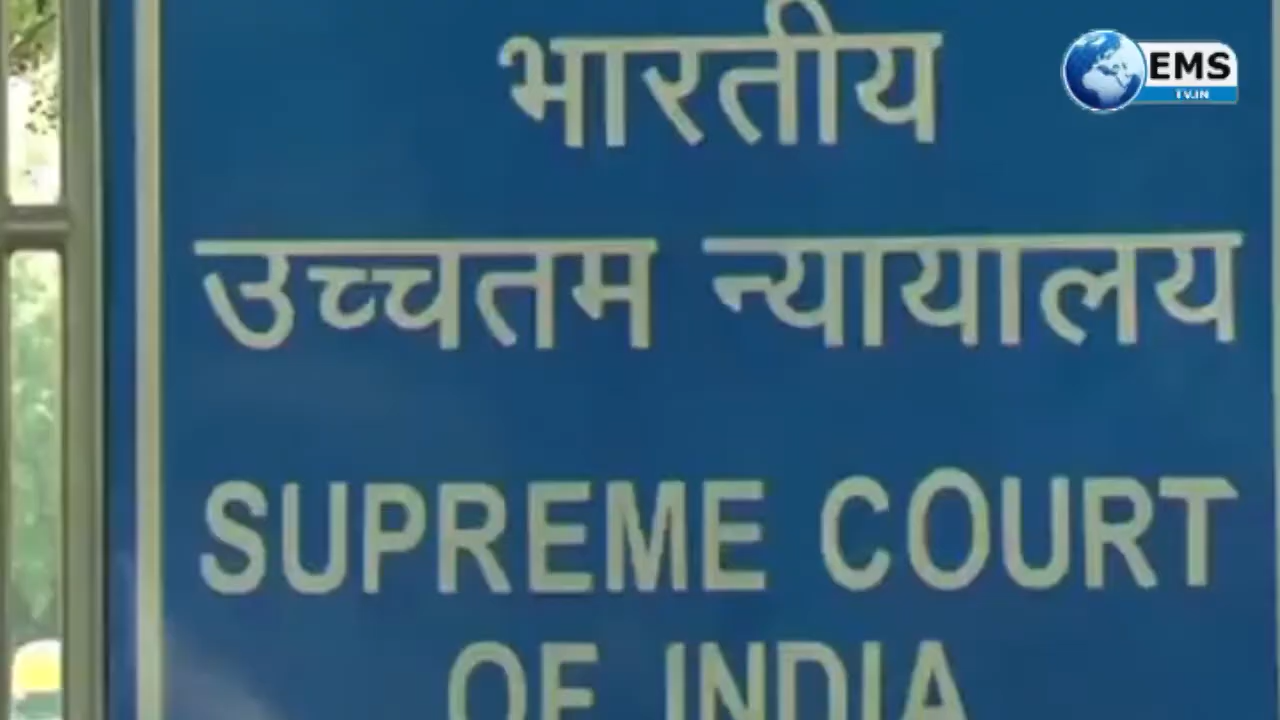 भारतीय
EMS
TV.IN
उच्चतम न्यायालय
SUPREME COURT
OF INDIA